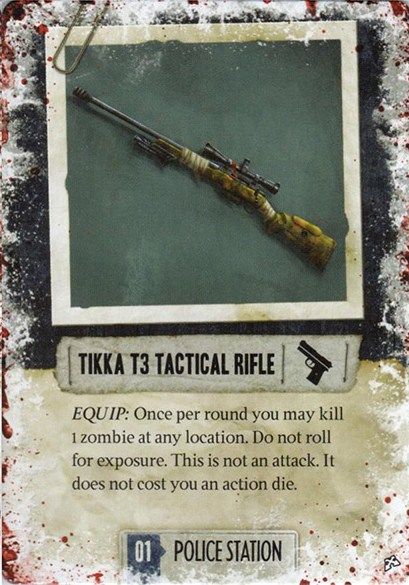 TIKKA T3 TACTICAL RIFLE
EQUIP: Once per round you may kill
1 zombie at any location. Do not roll
for exposure. This is not an attack. It
does not cost you an action die.
01 POLICE STATION